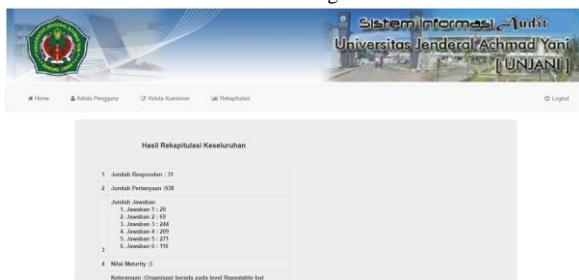 Sistem Informasi Audit
Universitas Jenderal Achmad Yani
[ UNJANI ]
Home Kelola Pengguna Kelola Kuesioner Rekapitulasi Logout
Hasil Rekapitulasi Keseluruhan
1 Jumlah Responden : 31
2 Jumlah Pertanyaan :938
Jumlah Jawaban
1. Jawaban 1 : 29
2. Jawaban 2 : 69
3. Jawaban 3 : 244
4. Jawaban 4 : 209
5. Jawaban 5 : 271
6. Jawaban 6 : 116
3
4 Nilai Maturity :3
Keterangan :Organisasi berada pada level Repeatable but